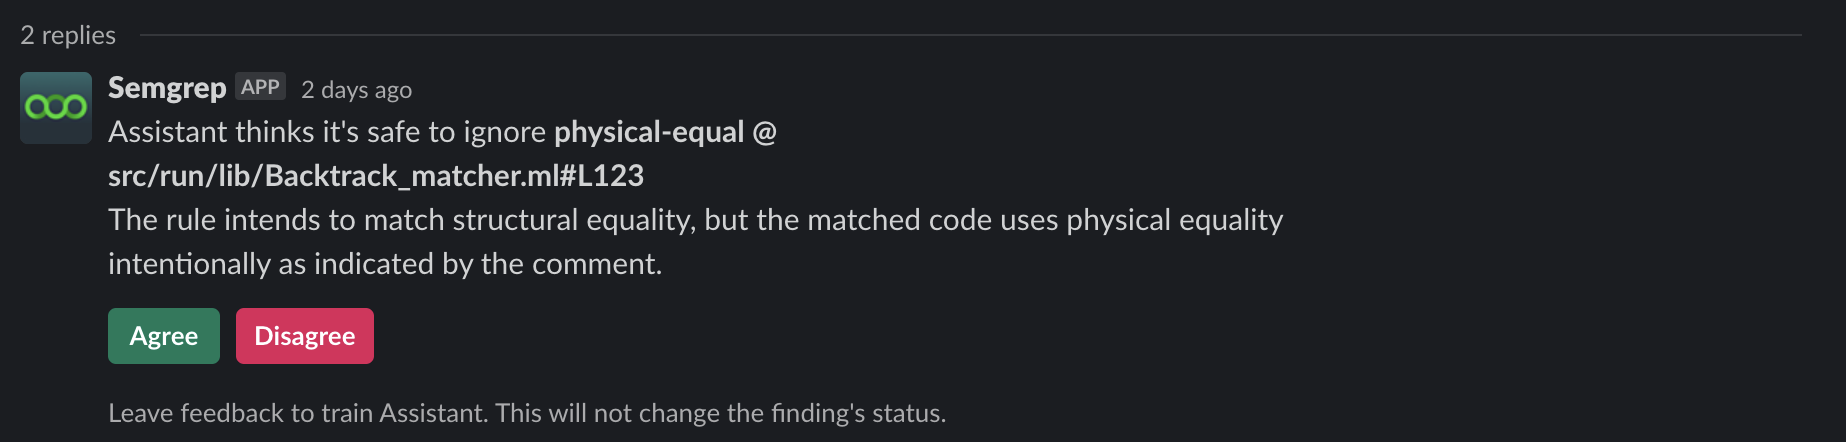 2 replies
Semgrep APP 2 days ago
Assistant thinks it's safe to ignore physical-equal @
src/run/lib/Backtrack_matcher.ml#L123
The rule intends to match structural equality, but the matched code uses physical equality
intentionally as indicated by the comment.
Agree Disagree
Leave feedback to train Assistant. This will not change the finding's status.